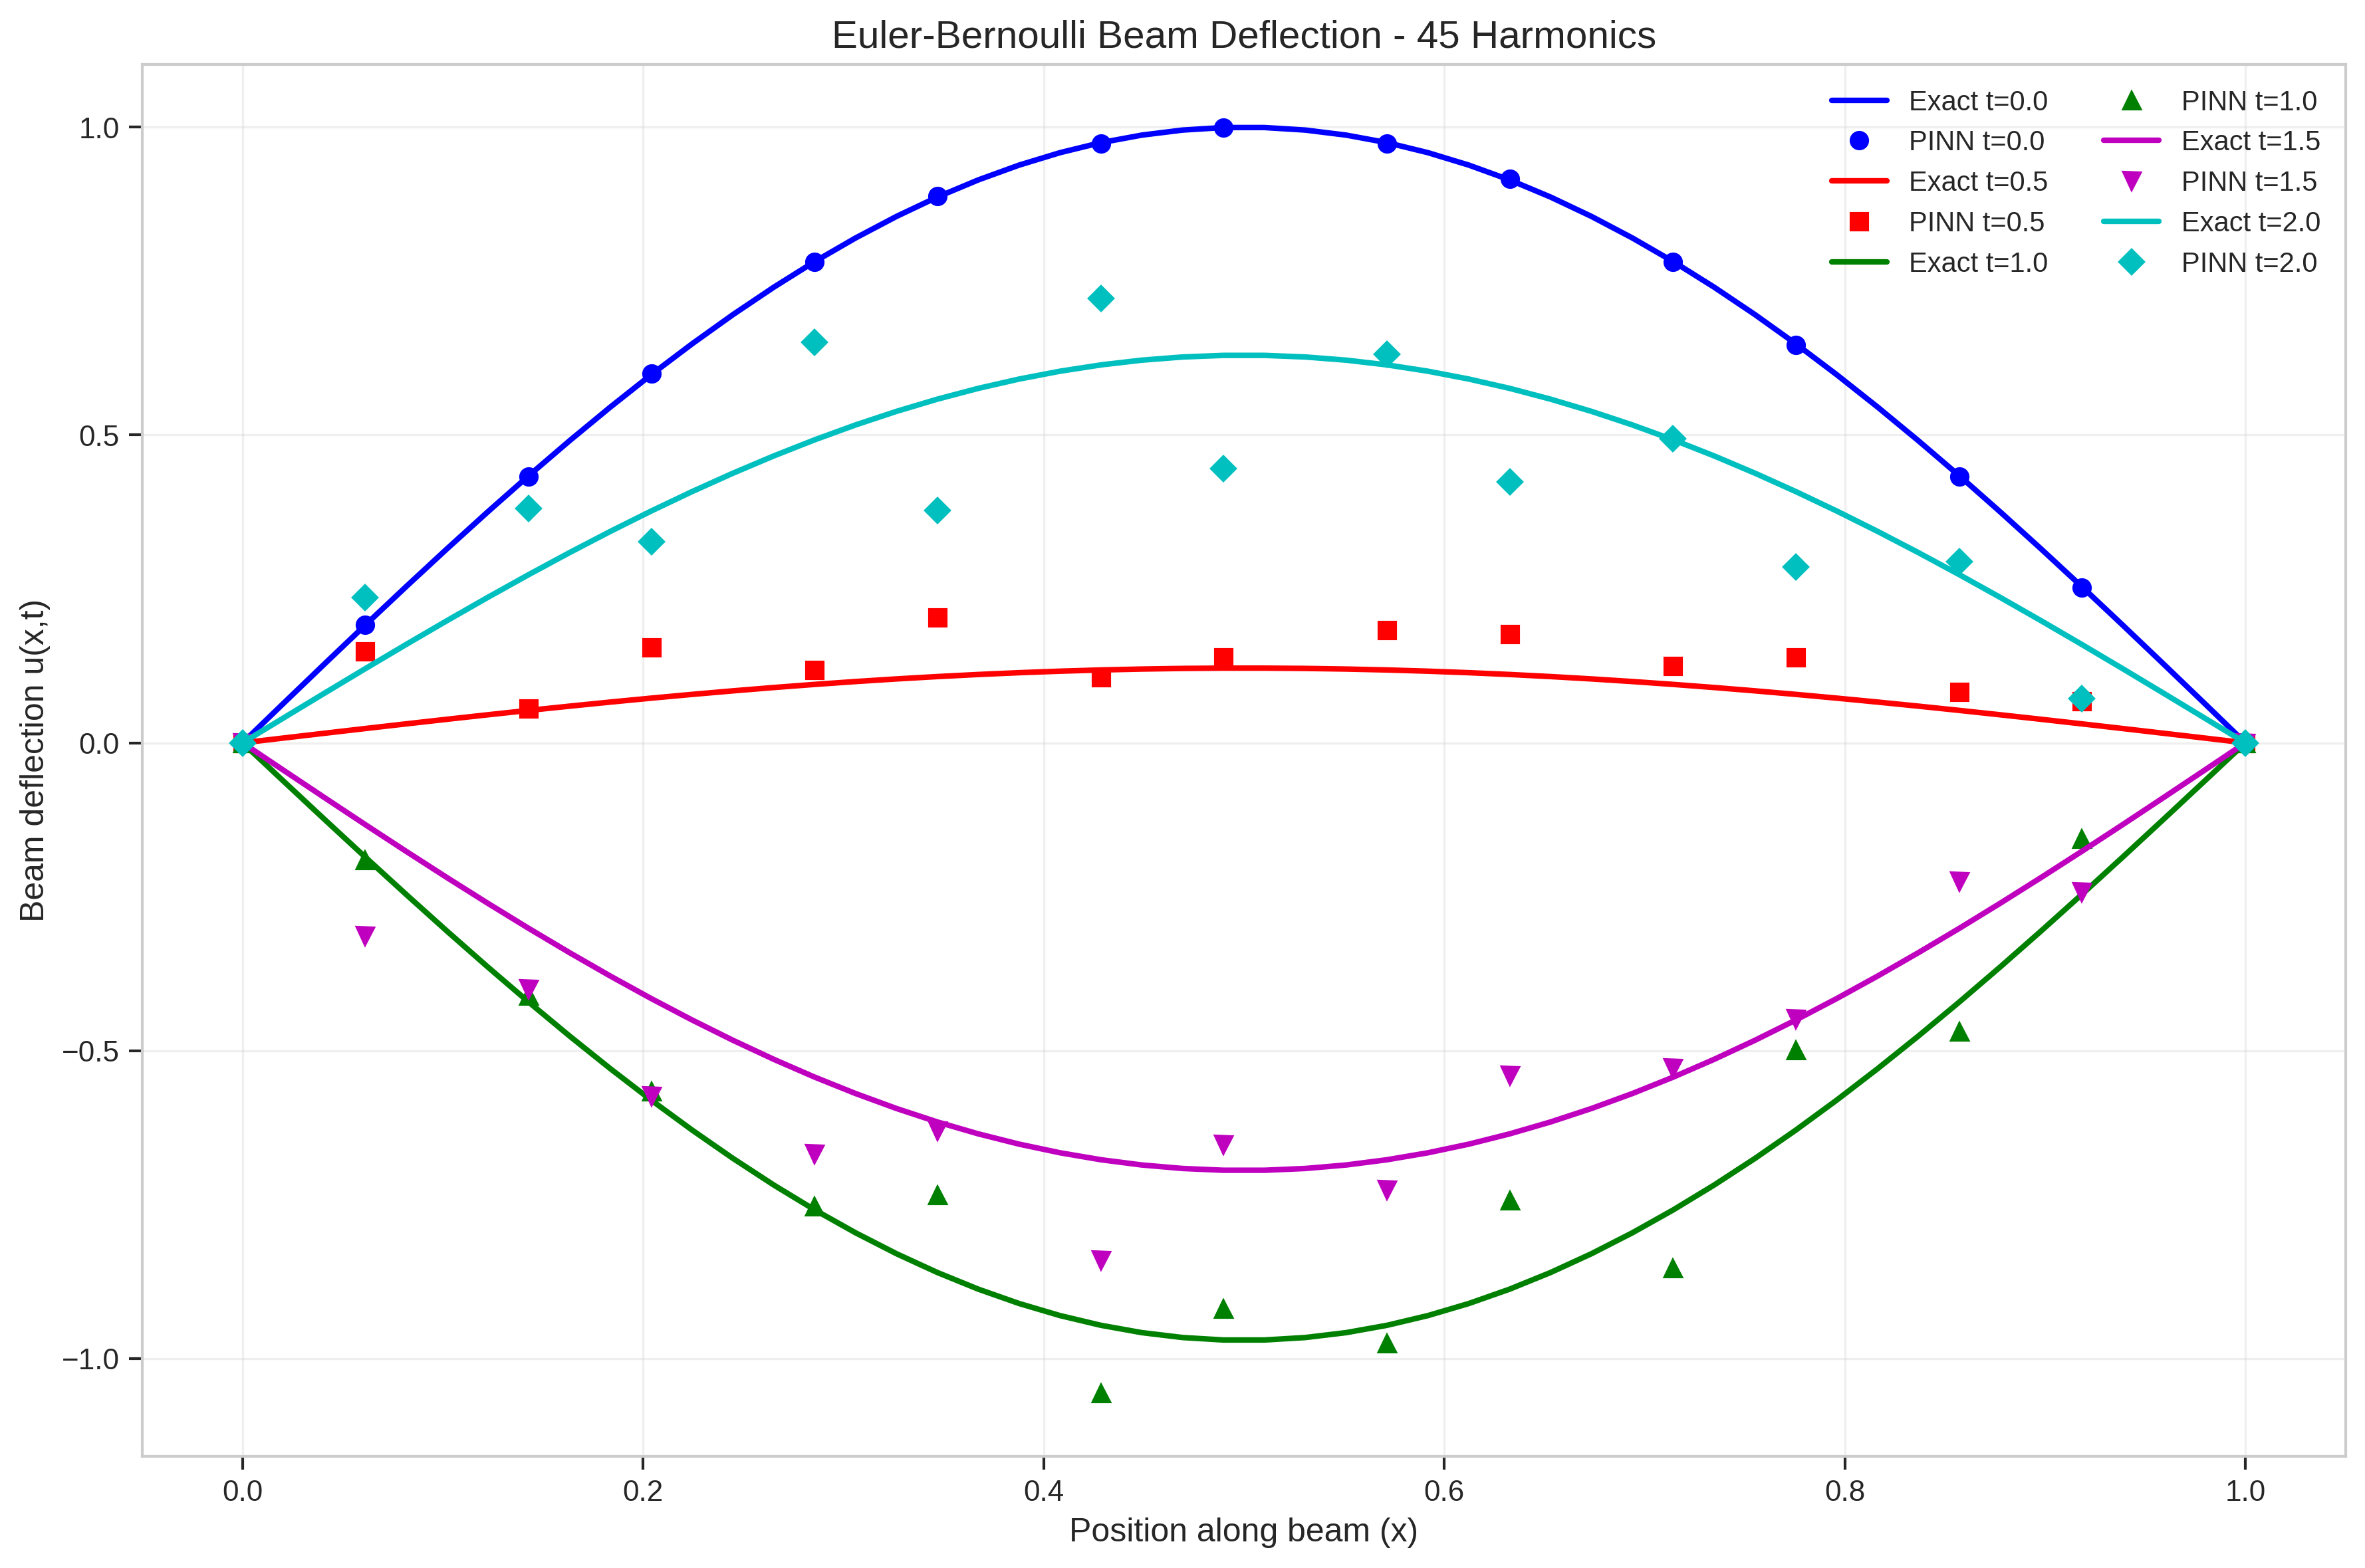 Euler-Bernoulli Beam Deflection - 45 Harmonics
Exact t=0.0
PINN t=0.0
Exact t=0.5
PINN t=0.5
Exact t=1.0
PINN t=1.0
Exact t=1.5
PINN t=1.5
Exact t=2.0
PINN t=2.0
Beam deflection u(x,t)
1.0
0.5
0.0
−0.5
−1.0
0.0 0.2 0.4 0.6 0.8 1.0
Position along beam (x)